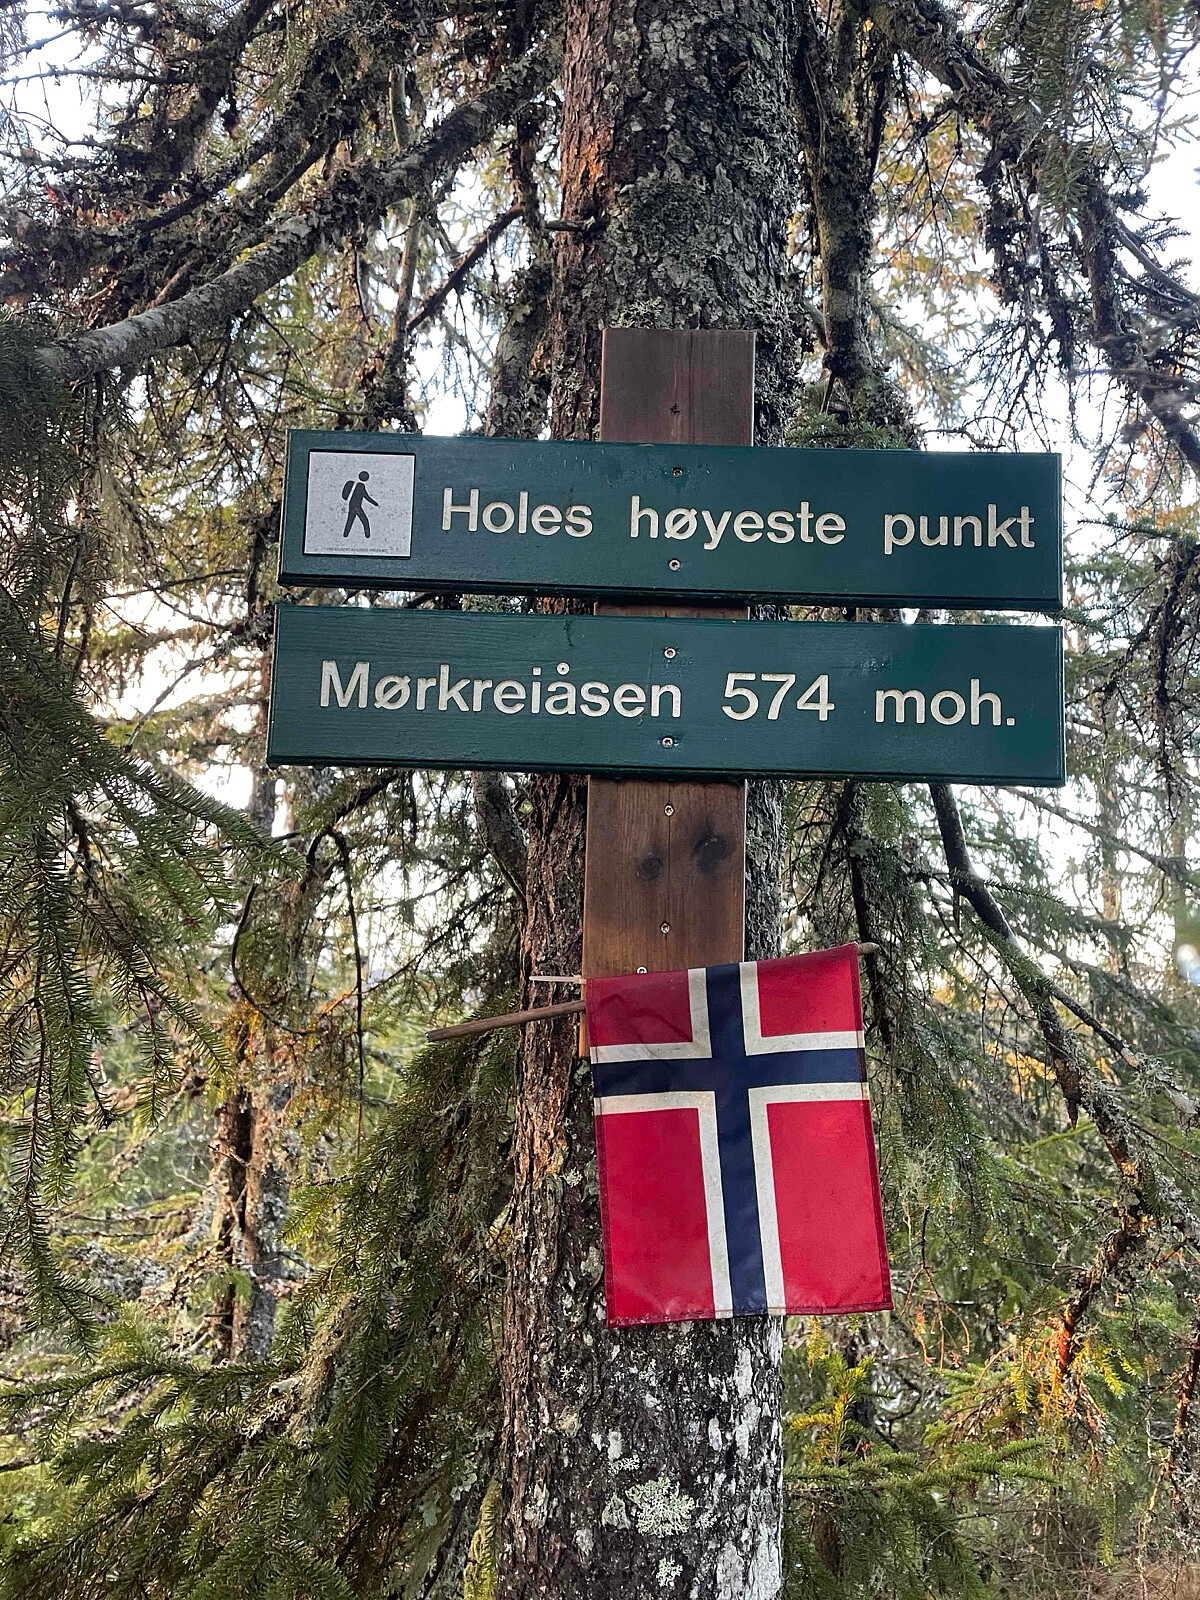 Holes høyeste punkt
Mørkreiåsen 574 moh.